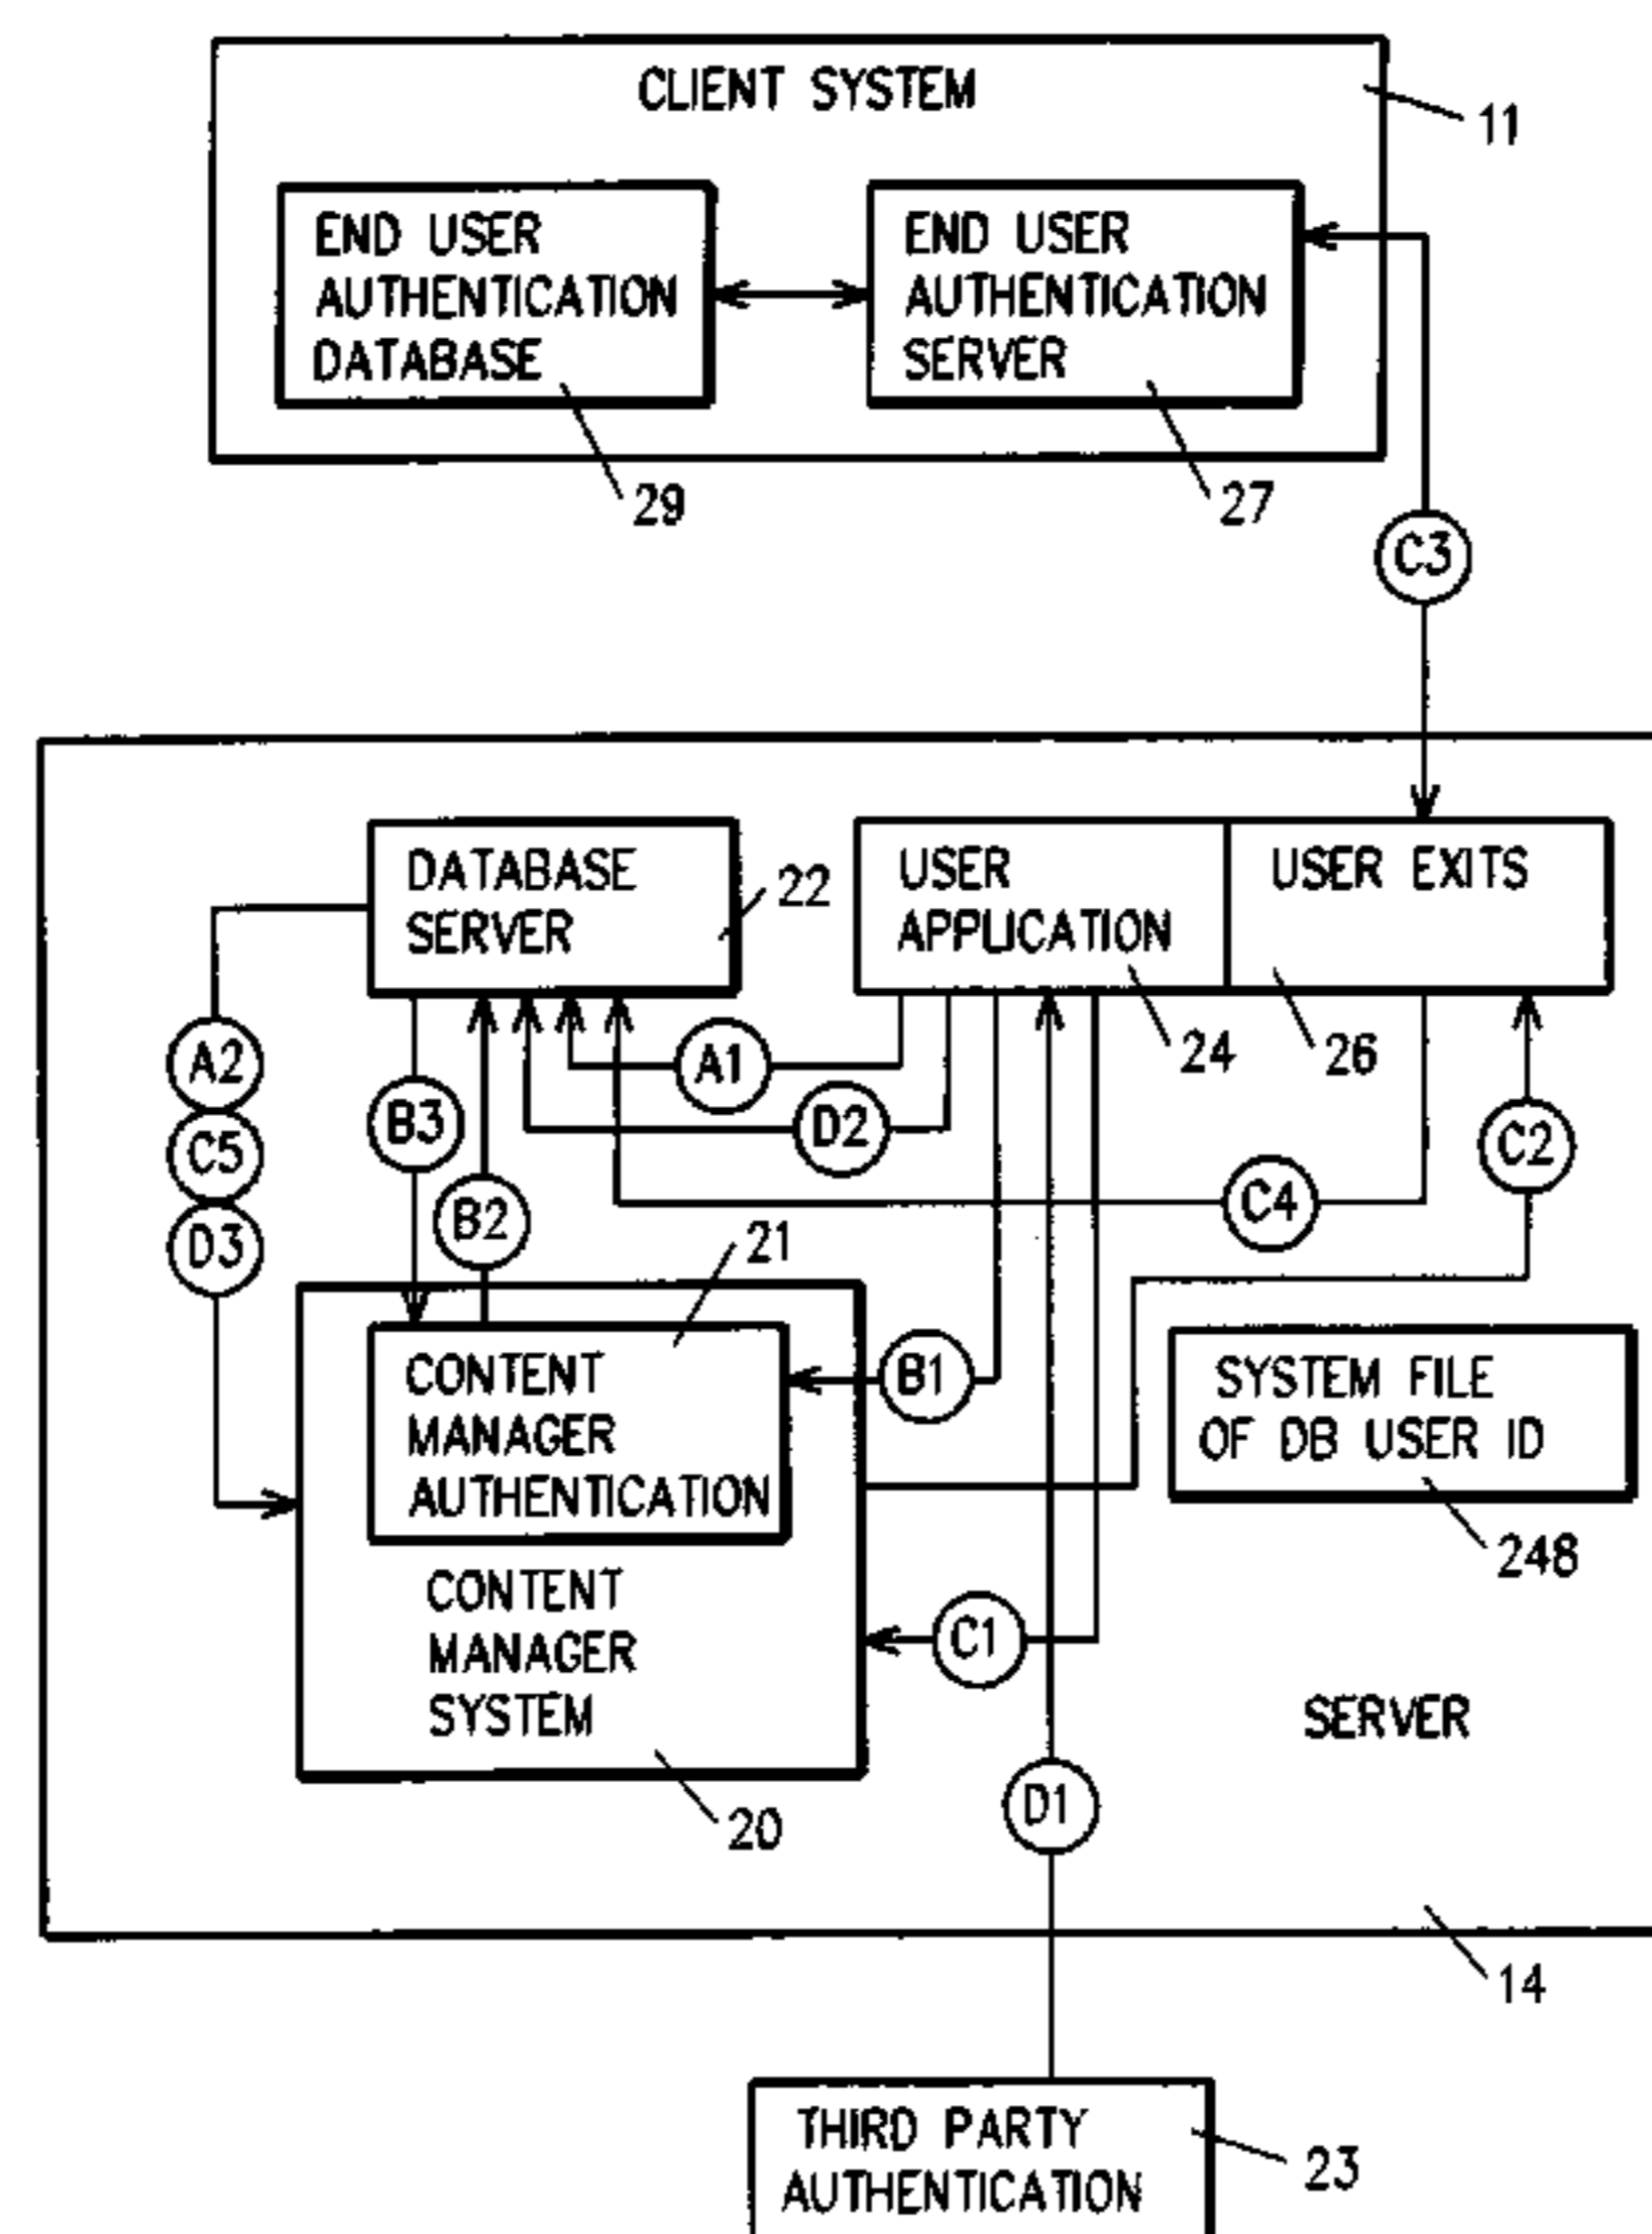 CLIENT SYSTEM
11
END USER
AUTHENTICATION
DATABASE
END USER
AUTHENTICATION
SERVER
29
27
C3
DATABASE
SERVER
22
USER
APPLICATION
USER EXITS
24
26
A2
C5
D3
B3
B2
A1
D2
C4
C2
21
CONTENT
MANAGER
AUTHENTICATION
B1
SYSTEM FILE
OF DB USER ID
248
CONTENT
MANAGER
SYSTEM
C1
SERVER
20
D1
14
THIRD PARTY
AUTHENTICATION
23